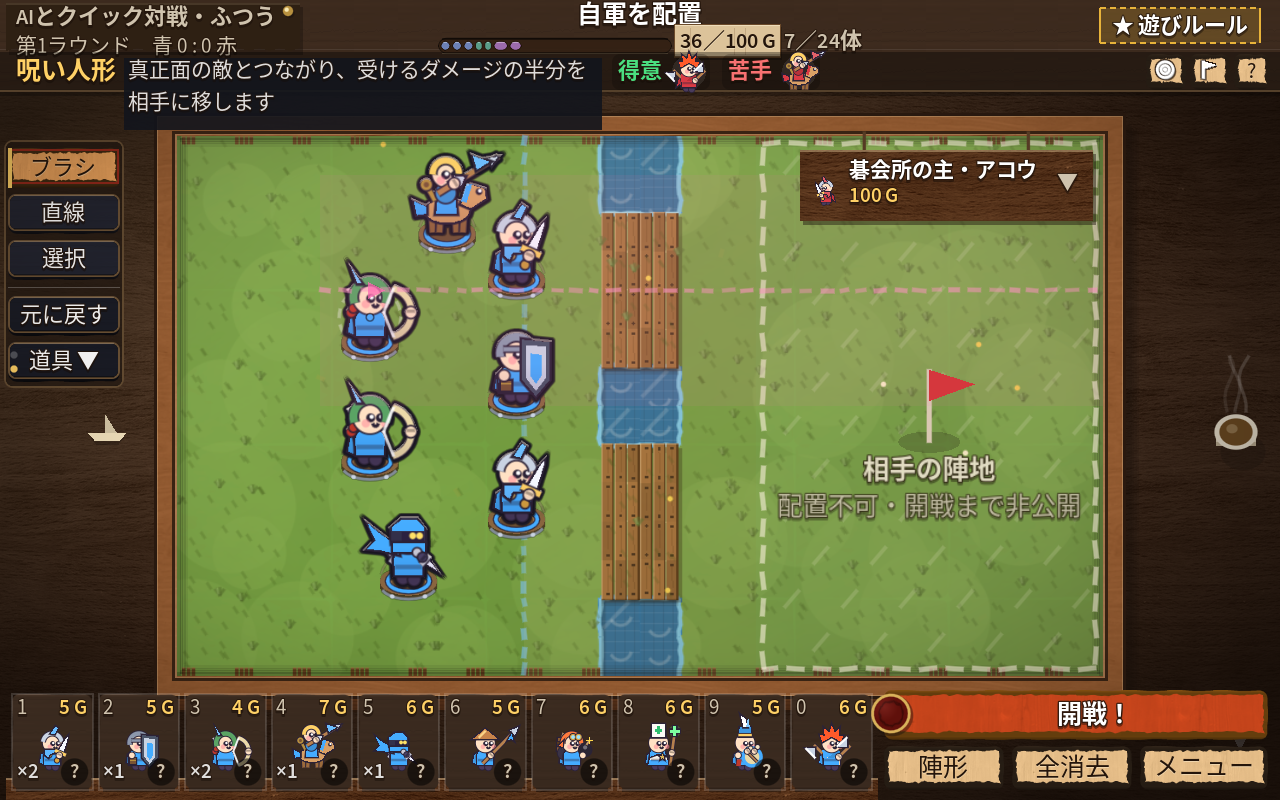 AIとクイック対戦・ふつう
自軍を配置
第1ラウンド 青 0 : 0 赤
36／100 G
7／24体
★ 遊びルール
呪い人形
真正面の敵とつながり、受けるダメージの半分を
相手に移します
得意
苦手
?
ブラシ
直線
選択
元に戻す
道具▼
碁会所の主・アコウ
100 G
▼
相手の陣地
配置不可・開戦まで非公開
1 5 G
×2 ?
2 5 G
×1 ?
3 4 G
×2 ?
4 7 G
×1 ?
5 6 G
×1 ?
6 5 G
?
7 6 G
?
8 6 G
?
9 5 G
?
0 6 G
?
開戦！
陣形
全消去
メニュー